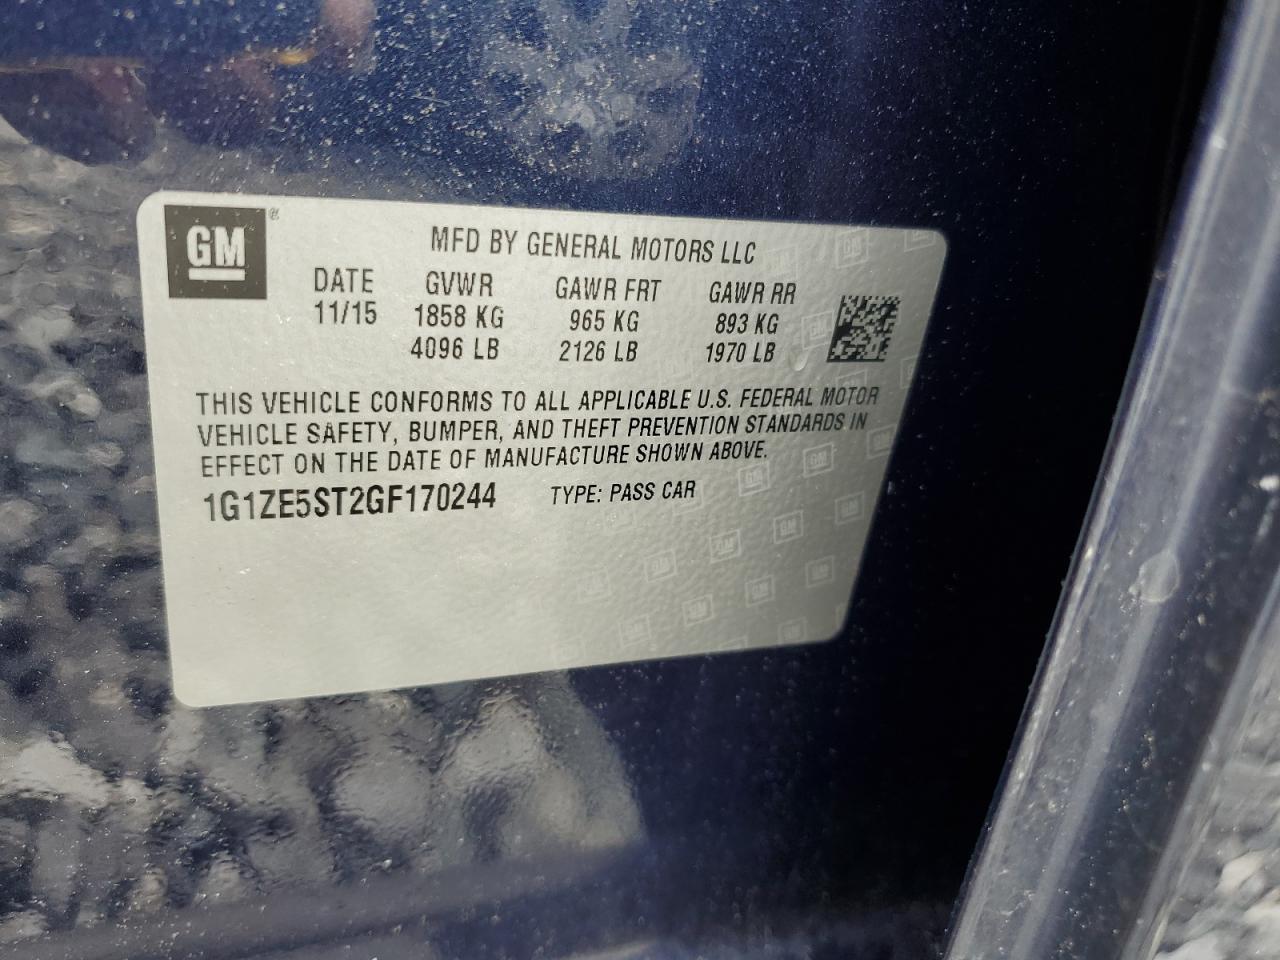 GM®
MFD BY GENERAL MOTORS LLC
DATE GVWR GAWR FRT GAWR RR
11/15 1858 KG 965 KG 893 KG
4096 LB 2126 LB 1970 LB
THIS VEHICLE CONFORMS TO ALL APPLICABLE U.S. FEDERAL MOTOR
VEHICLE SAFETY, BUMPER, AND THEFT PREVENTION STANDARDS IN
EFFECT ON THE DATE OF MANUFACTURE SHOWN ABOVE.
1G1ZE5ST2GF170244 TYPE: PASS CAR